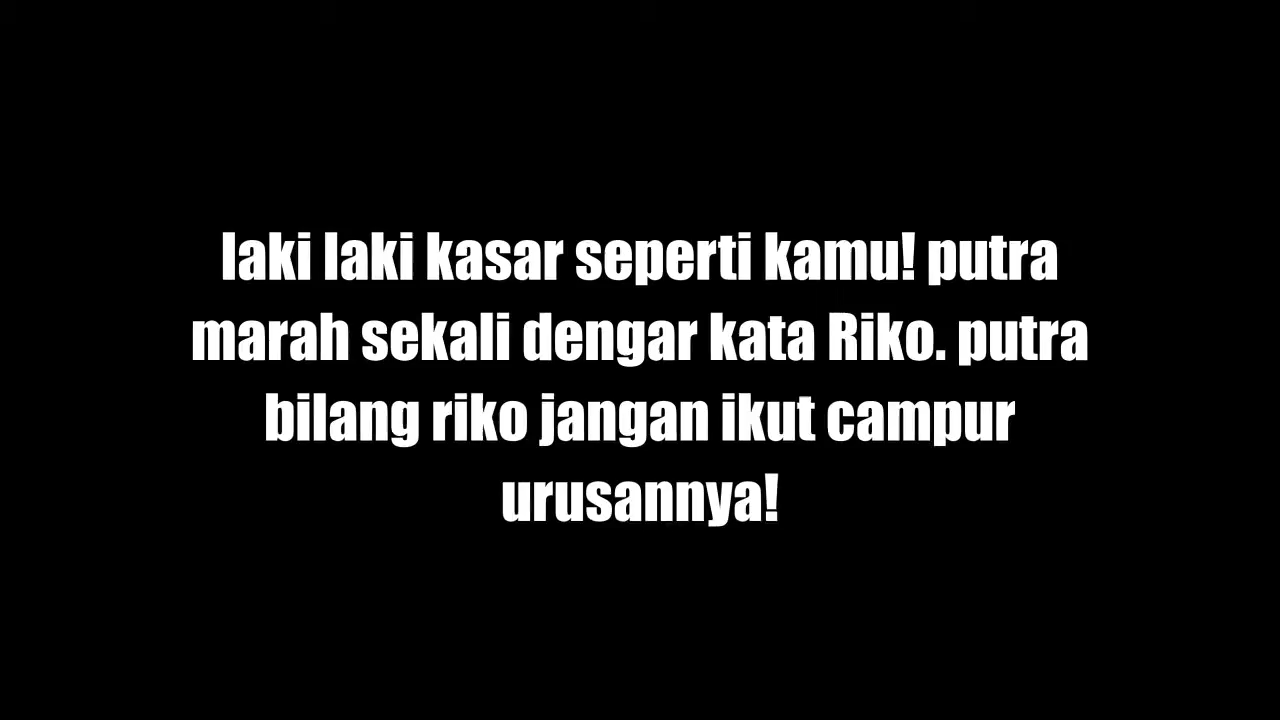 laki laki kasar seperti kamu! putra
marah sekali dengar kata Riko. putra
bilang riko jangan ikut campur
urusannya!